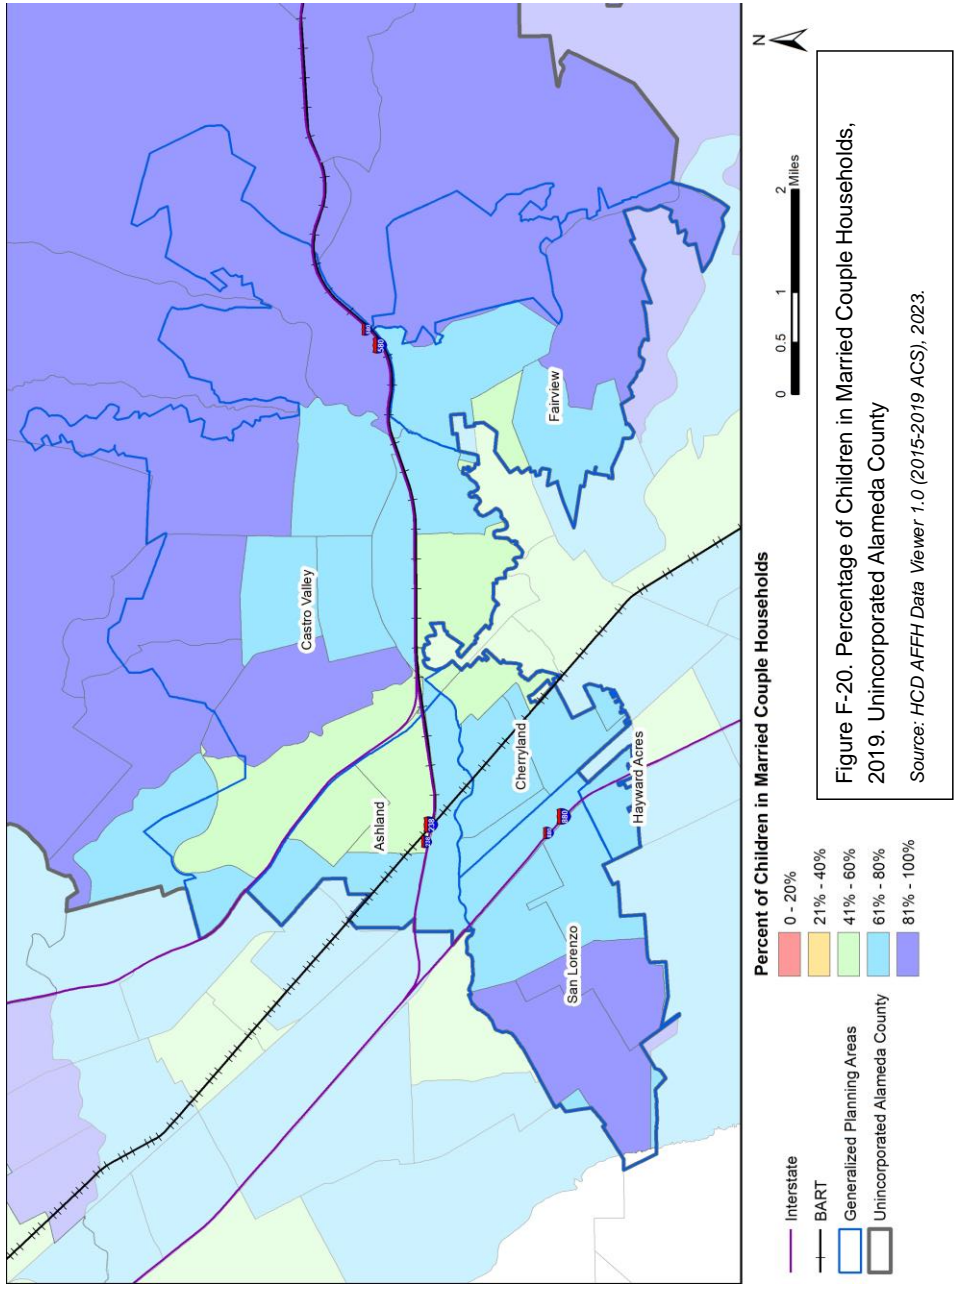 Castro Valley
Fairview
Ashland
Cherryland
Hayward Acres
San Lorenzo
580
238
880
N
0 0.5 1 2 Miles
Percent of Children in Married Couple Households
Interstate
BART
Generalized Planning Areas
Unincorporated Alameda County
0 - 20%
21% - 40%
41% - 60%
61% - 80%
81% - 100%
Figure F-20. Percentage of Children in Married Couple Households,
2019. Unincorporated Alameda County
Source: HCD AFFH Data Viewer 1.0 (2015-2019 ACS), 2023.